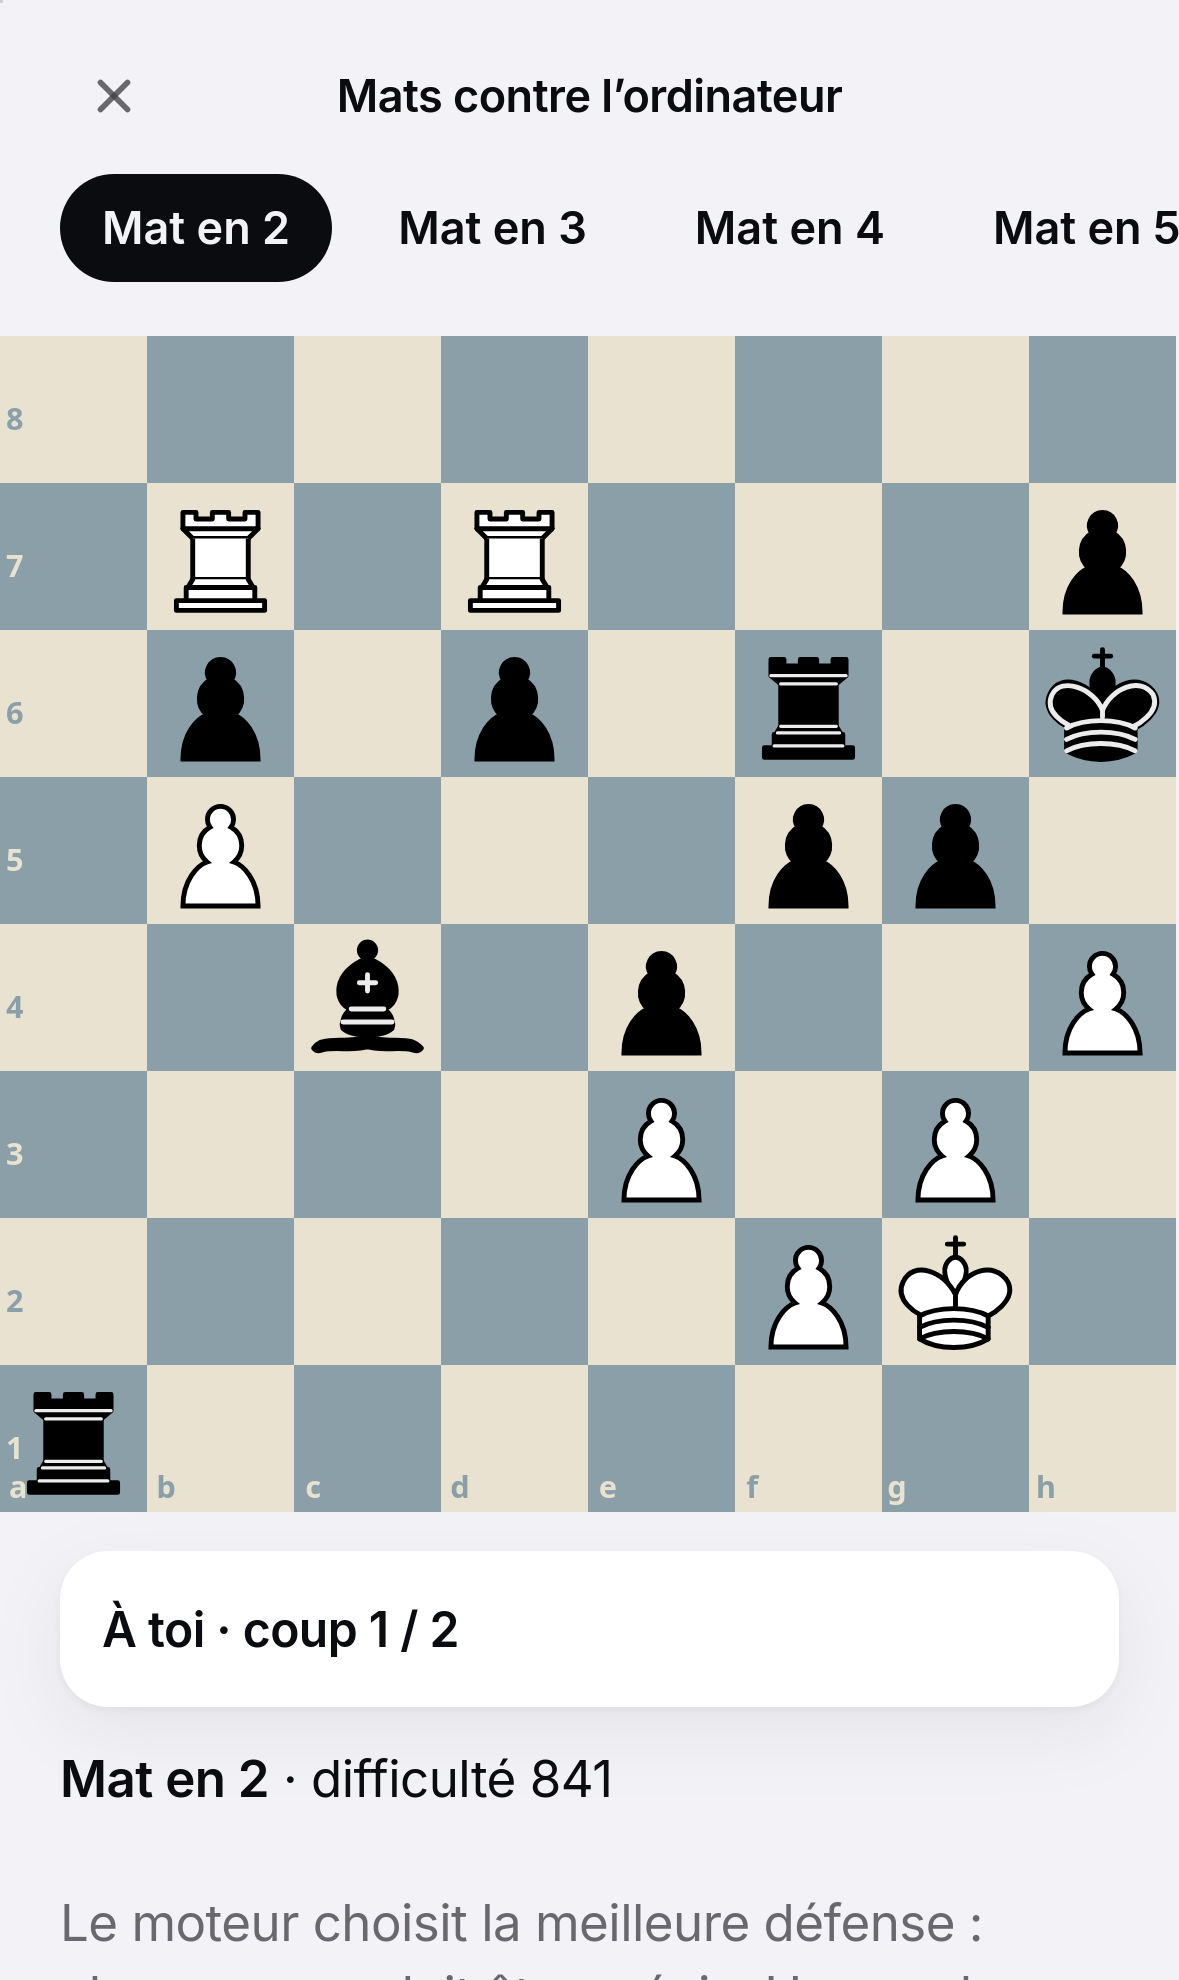 Mats contre l’ordinateur
Mat en 2 Mat en 3 Mat en 4 Mat en 5
8
7
6
5
4
3
2
1
a b c d e f g h
À toi · coup 1 / 2
Mat en 2 · difficulté 841
Le moteur choisit la meilleure défense :